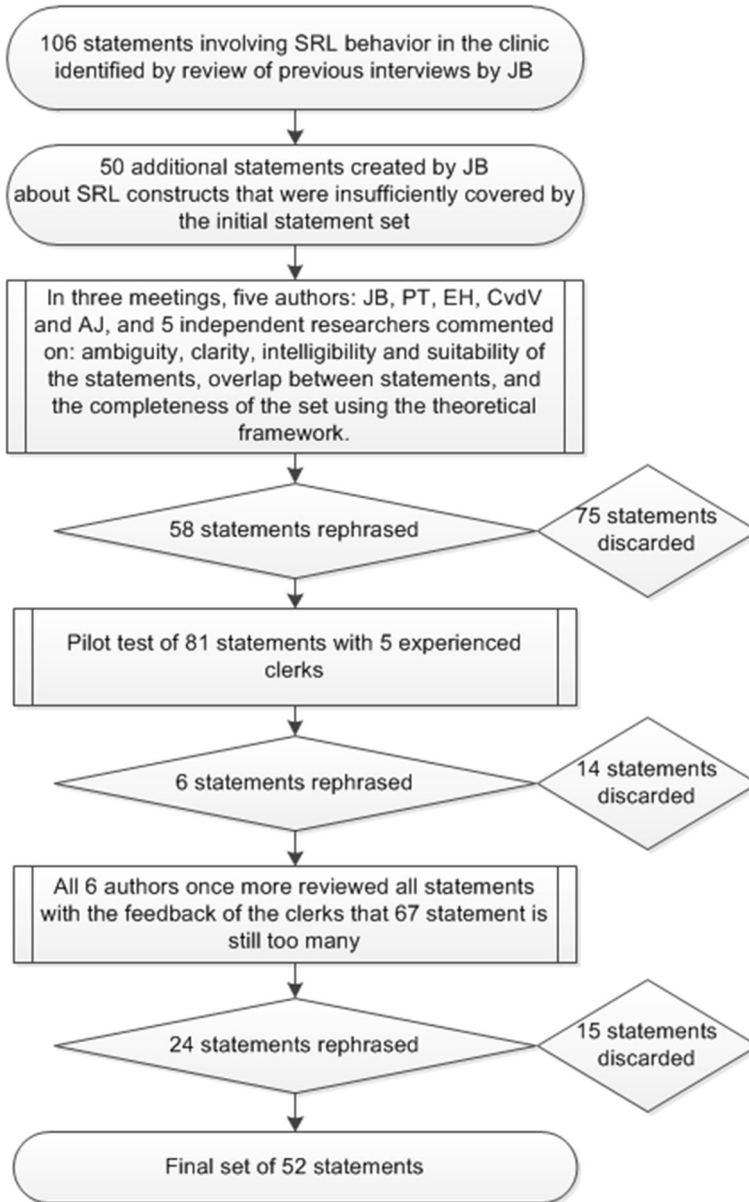 106 statements involving SRL behavior in the clinic
identified by review of previous interviews by JB
50 additional statements created by JB
about SRL constructs that were insufficiently covered by
the initial statement set
In three meetings, five authors: JB, PT, EH, CvdV
and AJ, and 5 independent researchers commented
on: ambiguity, clarity, intelligibility and suitability of
the statements, overlap between statements, and
the completeness of the set using the theoretical
framework.
58 statements rephrased
75 statements
discarded
Pilot test of 81 statements with 5 experienced
clerks
6 statements rephrased
14 statements
discarded
All 6 authors once more reviewed all statements
with the feedback of the clerks that 67 statement is
still too many
24 statements rephrased
15 statements
discarded
Final set of 52 statements